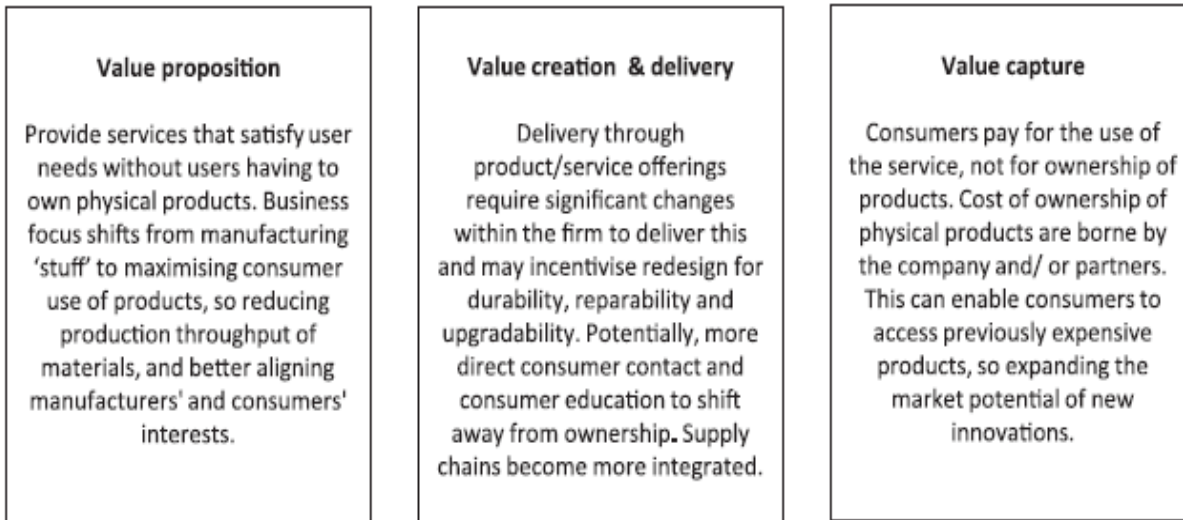 Value proposition
Provide services that satisfy user
needs without users having to
own physical products. Business
focus shifts from manufacturing
‘stuff’ to maximising consumer
use of products, so reducing
production throughput of
materials, and better aligning
manufacturers' and consumers'
interests.
Value creation & delivery
Delivery through
product/service offerings
require significant changes
within the firm to deliver this
and may incentivise redesign for
durability, reparability and
upgradability. Potentially, more
direct consumer contact and
consumer education to shift
away from ownership. Supply
chains become more integrated.
Value capture
Consumers pay for the use of
the service, not for ownership of
products. Cost of ownership of
physical products are borne by
the company and/ or partners.
This can enable consumers to
access previously expensive
products, so expanding the
market potential of new
innovations.